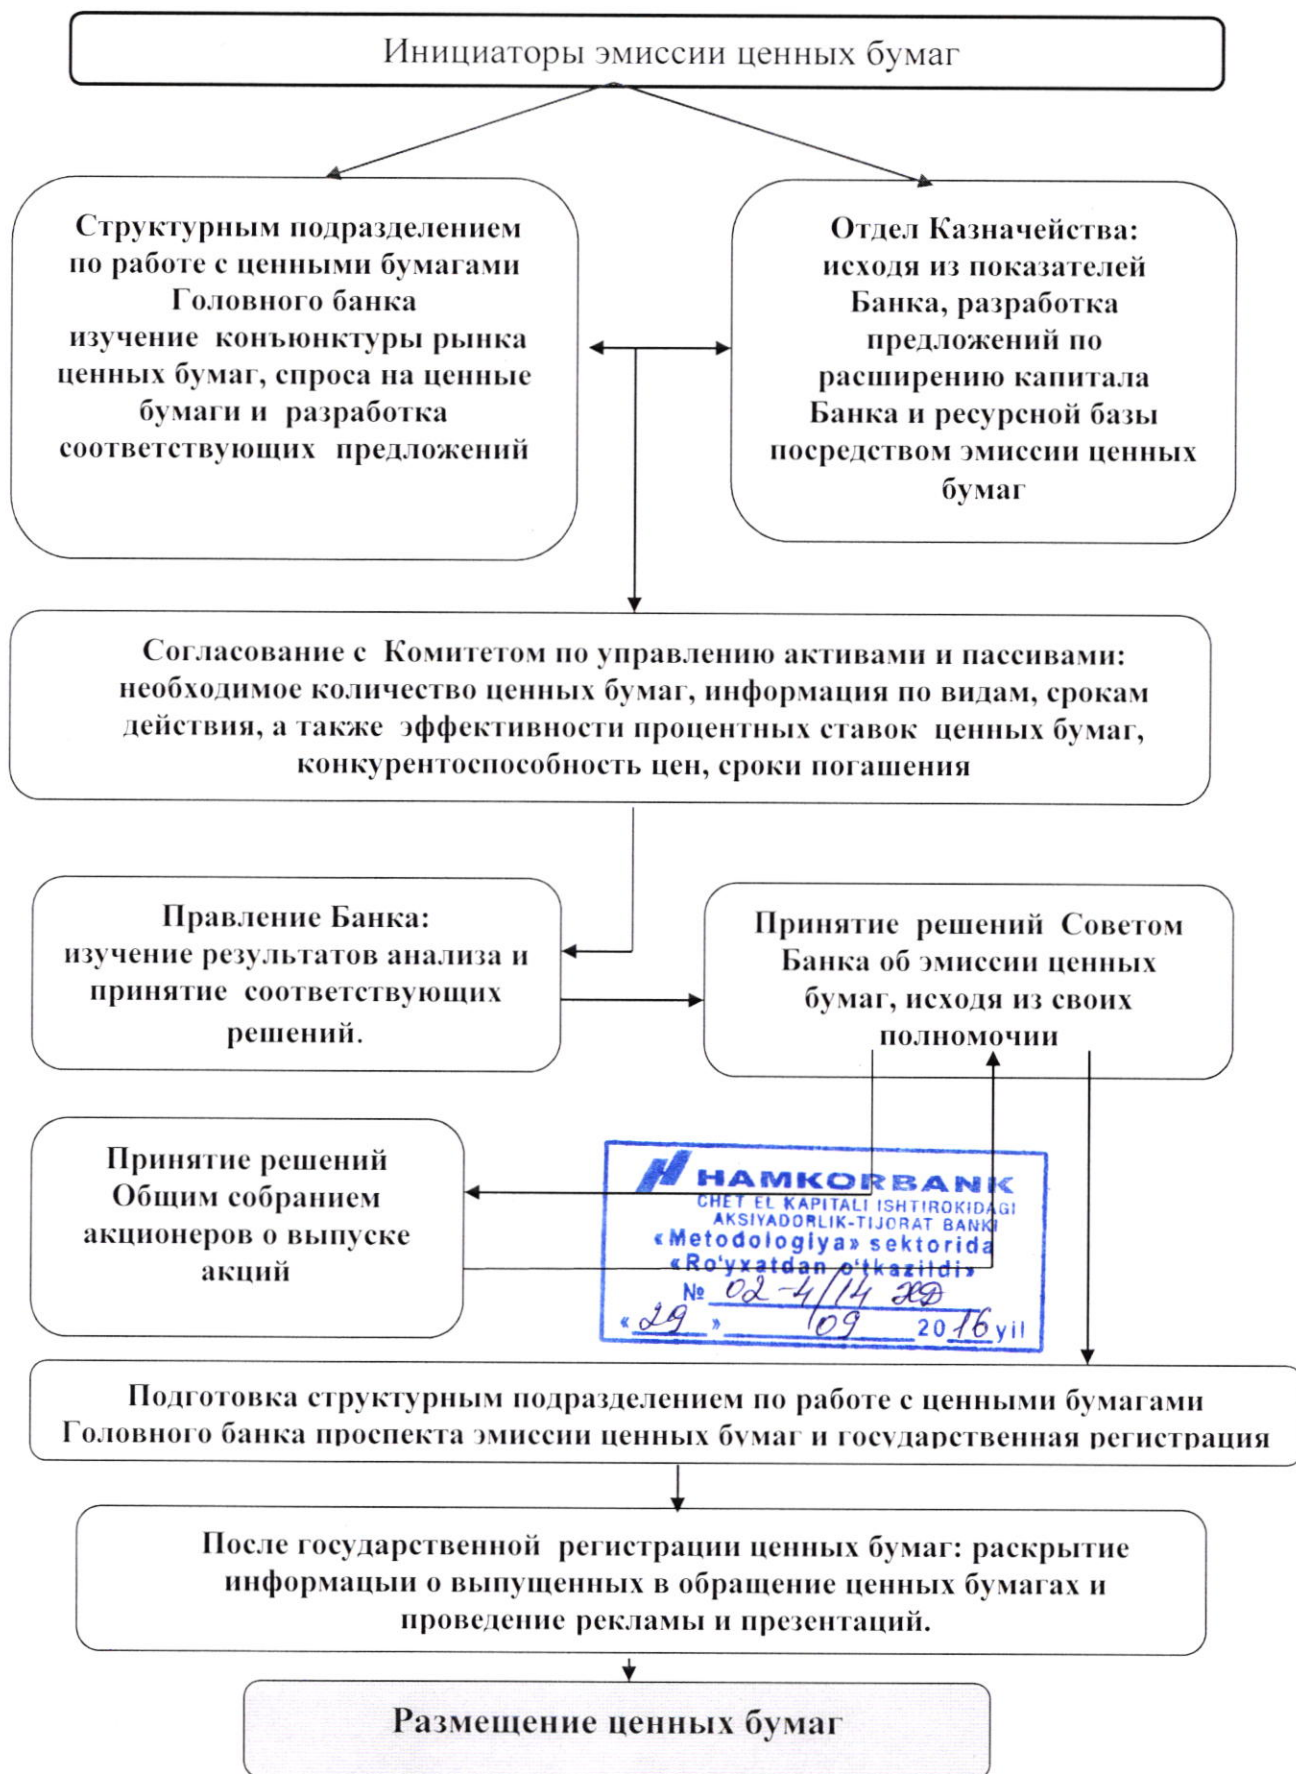 Инициаторы эмиссии ценных бумаг
Структурным подразделением
по работе с ценными бумагами
Головного банка
изучение конъюнктуры рынка
ценных бумаг, спроса на ценные
бумаги и разработка
соответствующих предложений
Отдел Казначейства:
исходя из показателей
Банка, разработка
предложений по
расширению капитала
Банка и ресурсной базы
посредством эмиссии ценных
бумаг
Согласование с Комитетом по управлению активами и пассивами:
необходимое количество ценных бумаг, информация по видам, срокам
действия, а также эффективности процентных ставок ценных бумаг,
конкурентоспособность цен, сроки погашения
Правление Банка:
изучение результатов анализа и
принятие соответствующих
решений.
Принятие решений Советом
Банка об эмиссии ценных
бумаг, исходя из своих
полномочии
Принятие решений
Общим собранием
акционеров о выпуске
акций
HAMKORBANK
CHET EL KAPITALI ISHTIROKIDAGI
AKSIYADORLIK-TIJORAT BANKI
«Metodologiya» sektorida
«Ro'yxatdan o'tkazildi»
№ 02-4/14
«29» 09 2016 yil
Подготовка структурным подразделением по работе с ценными бумагами
Головного банка проспекта эмиссии ценных бумаг и государственная регистрация
После государственной регистрации ценных бумаг: раскрытие
информацыи о выпущенных в обращение ценных бумагах и
проведение рекламы и презентаций.
Размещение ценных бумаг